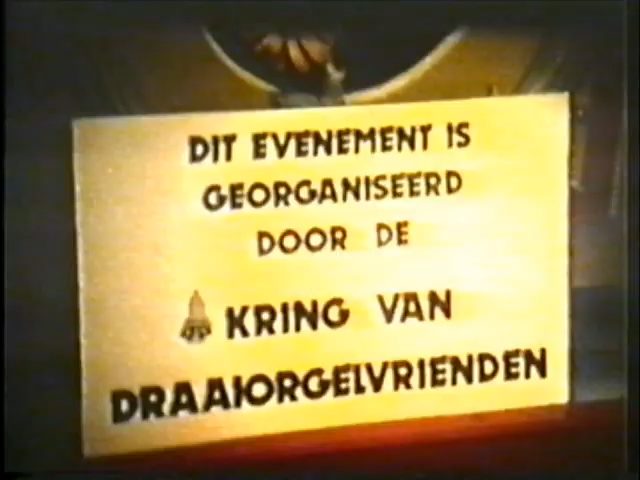 DIT EVENEMENT IS
GEORGANISEERD
DOOR DE
KRING VAN
DRAAIORGELVRIENDEN